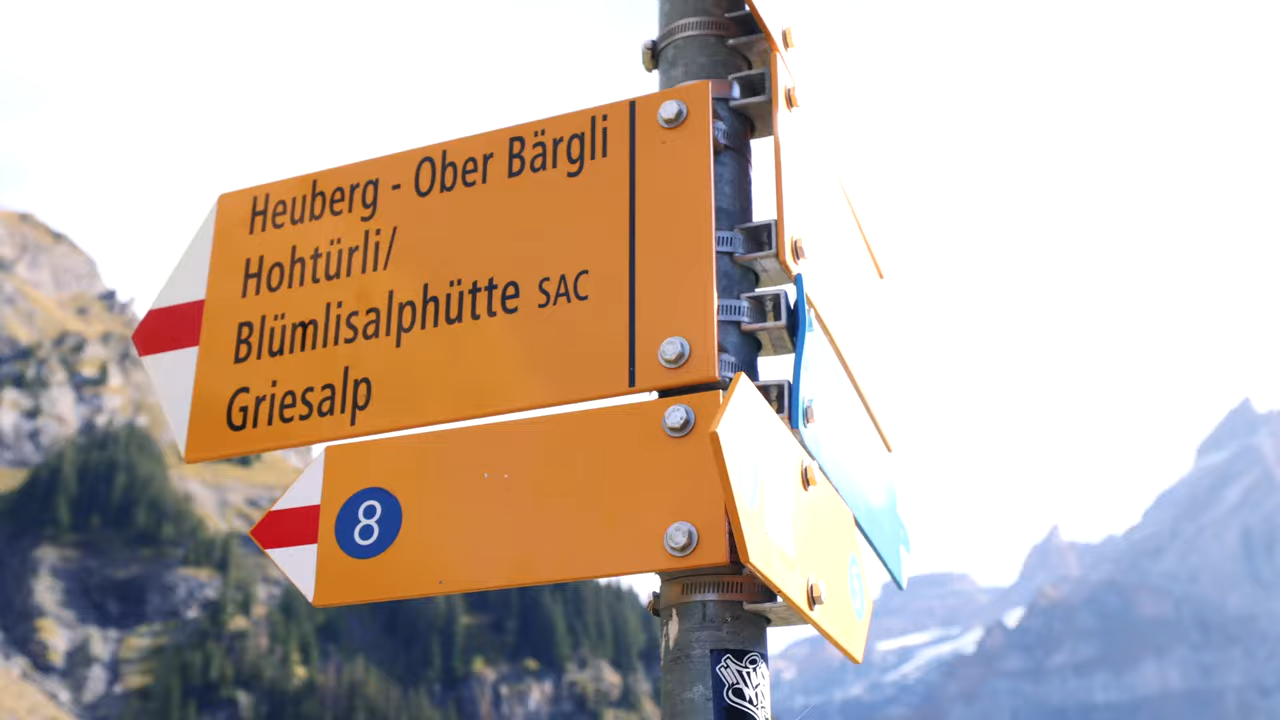 Heuberg - Ober Bärgli
Hohtürli/
Blümlisalphütte SAC
Griesalp
8